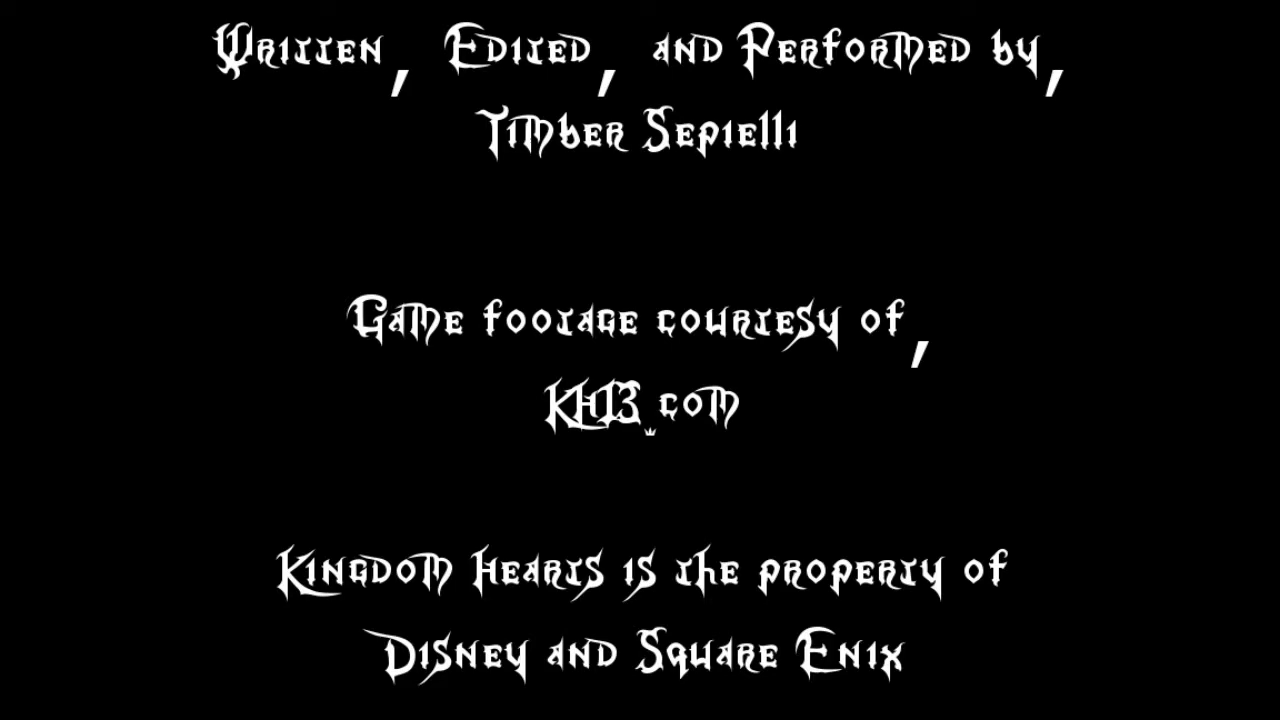 Written, Edited, and Performed by,
Timber Sepielli
Game footage courtesy of,
KH13.com
Kingdom Hearts is the property of
Disney and Square Enix